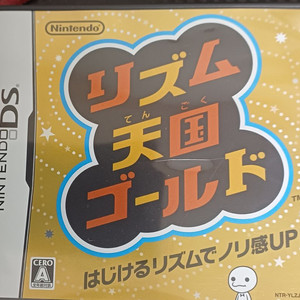 Nintendo
NINTENDO DS
リズム
てんごく
天国
ゴールド
TM
はじけるリズムでノリ感UP
CERO
A